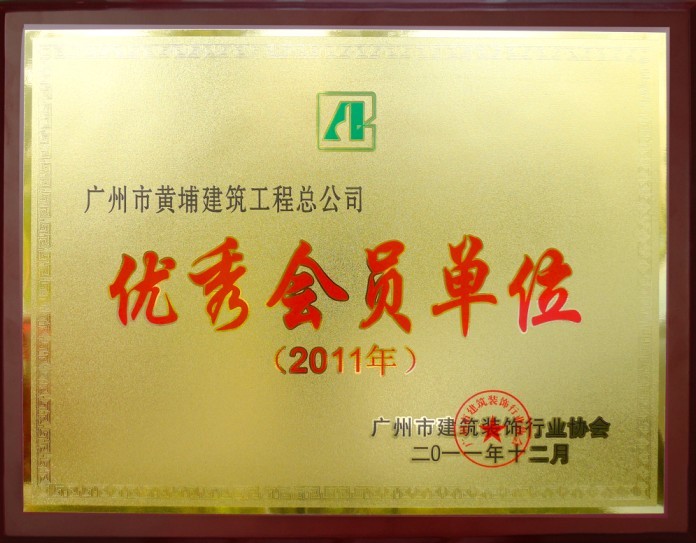 广州市黄埔建筑工程总公司
优秀会员单位
（2011年）
广州市建筑装饰行业协会
二0一一年十二月